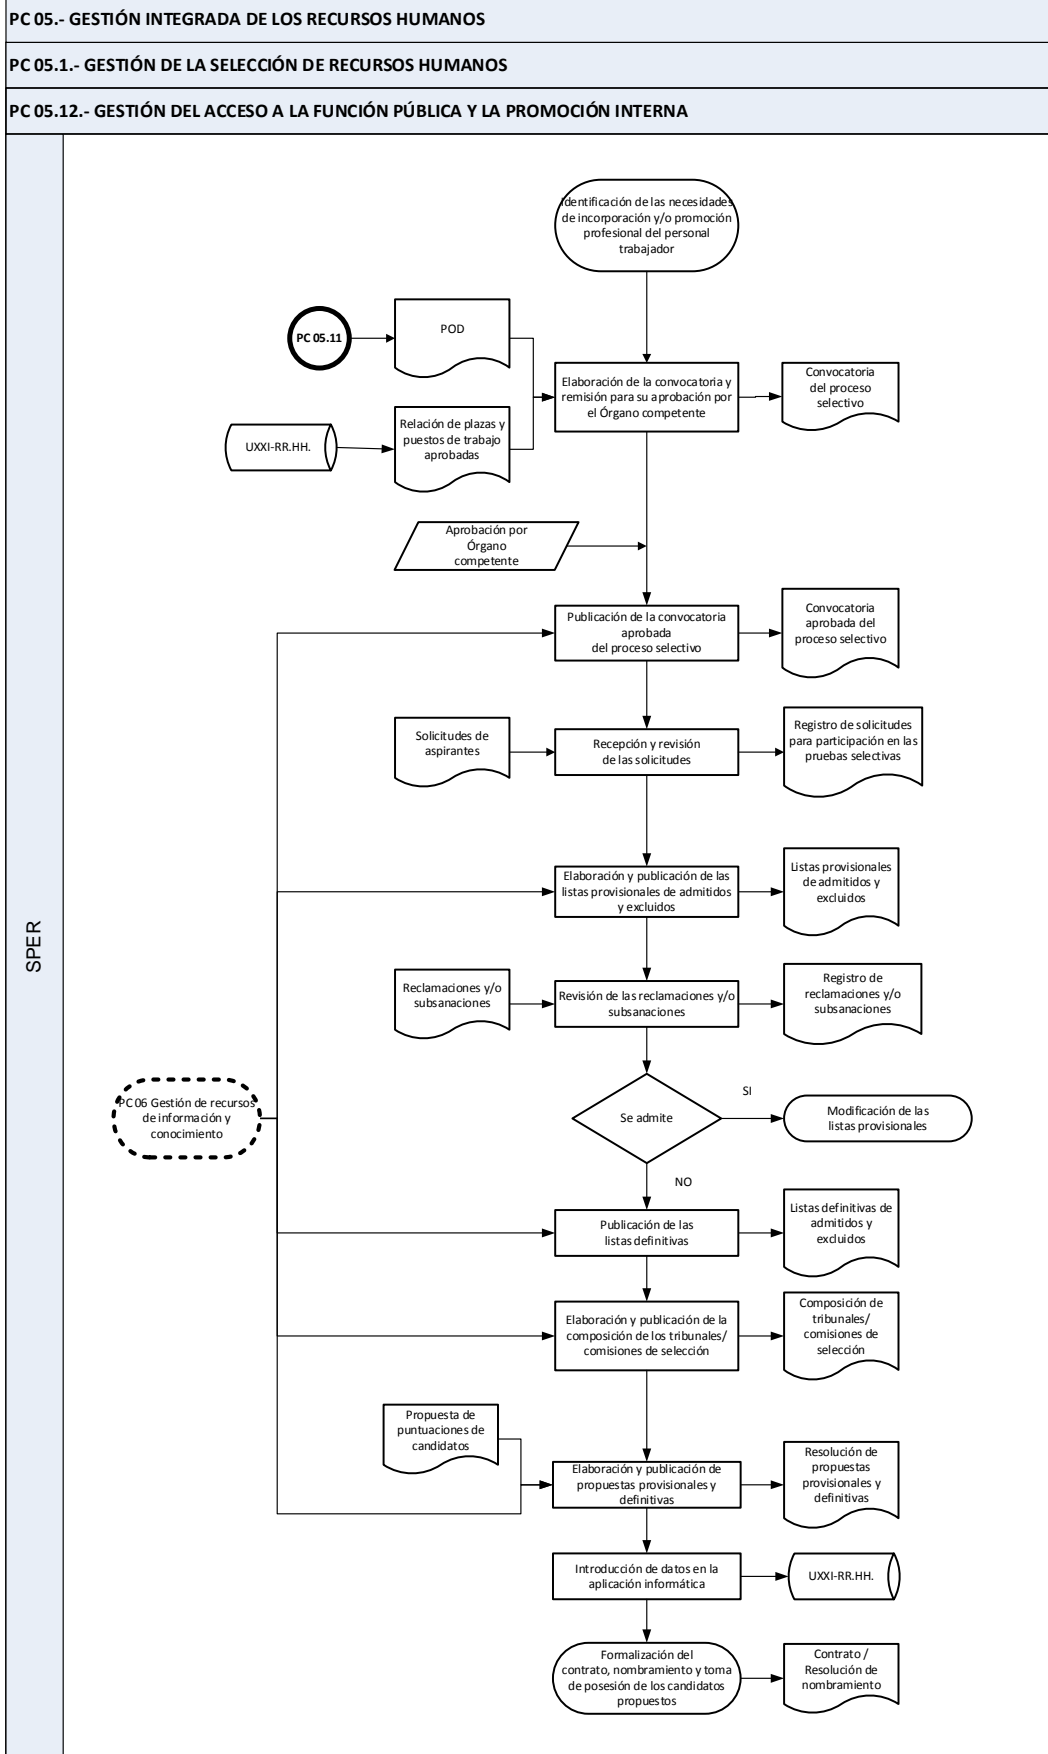 PC 05.- GESTIÓN INTEGRADA DE LOS RECURSOS HUMANOS
PC 05.1.- GESTIÓN DE LA SELECCIÓN DE RECURSOS HUMANOS
PC 05.12.- GESTIÓN DEL ACCESO A LA FUNCIÓN PÚBLICA Y LA PROMOCIÓN INTERNA
SPER
Identificación de las necesidades
de incorporación y/o promoción
profesional del personal
trabajador
PC 05.11
POD
UXXI-RR.HH.
Relación de plazas y
puestos de trabajo
aprobadas
Elaboración de la convocatoria y
remisión para su aprobación por
el Órgano competente
Convocatoria
del proceso
selectivo
Aprobación por
Órgano
competente
Publicación de la convocatoria
aprobada
del proceso selectivo
Convocatoria
aprobada del
proceso selectivo
Solicitudes de
aspirantes
Recepción y revisión
de las solicitudes
Registro de solicitudes
para participación en las
pruebas selectivas
Elaboración y publicación de las
listas provisionales de admitidos
y excluidos
Listas provisionales
de admitidos y
excluidos
Reclamaciones y/o
subsanaciones
Revisión de las reclamaciones y/o
subsanaciones
Registro de
reclamaciones y/o
subsanaciones
PC 06 Gestión de recursos
de información y
conocimiento
Se admite
SI
Modificación de las
listas provisionales
NO
Publicación de las
listas definitivas
Listas definitivas de
admitidos y
excluidos
Elaboración y publicación de la
composición de los tribunales/
comisiones de selección
Composición de
tribunales/
comisiones de
selección
Propuesta de
puntuaciones de
candidatos
Elaboración y publicación de
propuestas provisionales y
definitivas
Resolución de
propuestas
provisionales y
definitivas
Introducción de datos en la
aplicación informática
UXXI-RR.HH.
Formalización del
contrato, nombramiento y toma
de posesión de los candidatos
propuestos
Contrato /
Resolución de
nombramiento